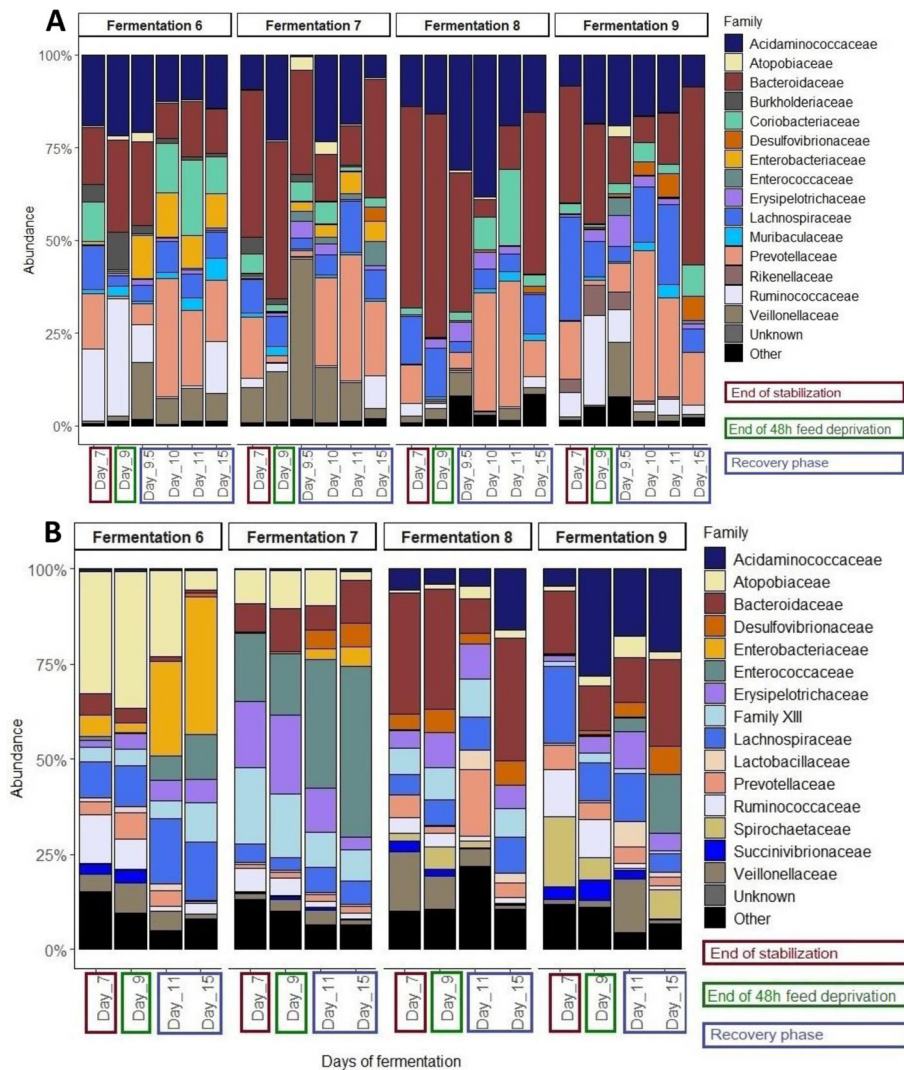 A
Fermentation 6 Fermentation 7 Fermentation 8 Fermentation 9
Family
Acidaminococcaceae
Atopobiaceae
Bacteroidaceae
Burkholderiaceae
Coriobacteriaceae
Desulfovibrionaceae
Enterobacteriaceae
Enterococcaceae
Erysipelotrichaceae
Lachnospiraceae
Muribaculaceae
Prevotellaceae
Rikenellaceae
Ruminococcaceae
Veillonellaceae
Unknown
Other
End of stabilization
End of 48h feed deprivation
Recovery phase
Abundance
100%
75%
50%
25%
0%
Day_7 Day_9 Day_9.5 Day_10 Day_11 Day_15 Day_7 Day_9 Day_9.5 Day_10 Day_11 Day_15 Day_7 Day_9 Day_9.5 Day_10 Day_11 Day_15 Day_7 Day_9 Day_9.5 Day_10 Day_11 Day_15
B
Fermentation 6 Fermentation 7 Fermentation 8 Fermentation 9
Family
Acidaminococcaceae
Atopobiaceae
Bacteroidaceae
Desulfovibrionaceae
Enterobacteriaceae
Enterococcaceae
Erysipelotrichaceae
Family XIII
Lachnospiraceae
Lactobacillaceae
Prevotellaceae
Ruminococcaceae
Spirochaetaceae
Succinivibrionaceae
Veillonellaceae
Unknown
Other
End of stabilization
End of 48h feed deprivation
Recovery phase
Abundance
100%
75%
50%
25%
0%
Day_7 Day_9 Day_11 Day_15 Day_7 Day_9 Day_11 Day_15 Day_7 Day_9 Day_11 Day_15 Day_7 Day_9 Day_11 Day_15
Days of fermentation